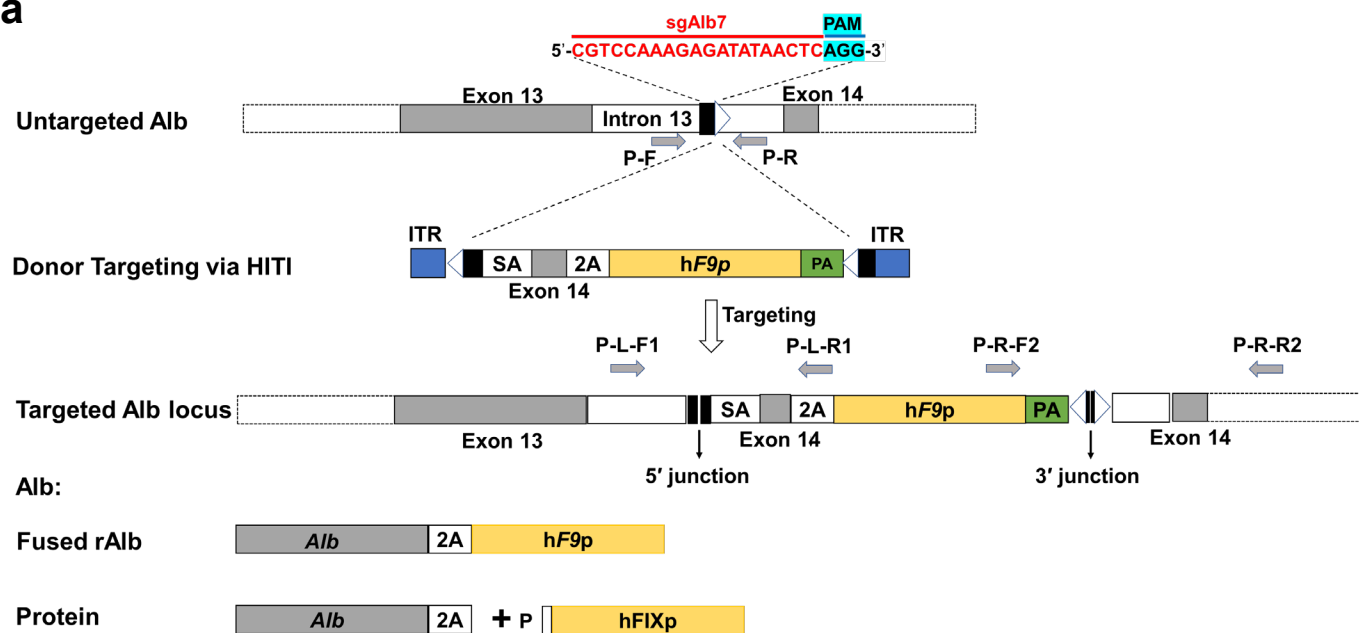 a
sgAlb7 PAM
5'-CGTCCAAAGAGATATAACTCAGG-3'
Exon 13 Exon 14
Untargeted Alb Intron 13
P-F P-R
ITR ITR
Donor Targeting via HITI SA 2A hF9p PA
Exon 14
Targeting
P-L-F1 P-L-R1 P-R-F2 P-R-R2
Targeted Alb locus SA 2A hF9p PA
Exon 13 Exon 14 Exon 14
5′ junction 3′ junction
Alb:
Fused rAlb Alb 2A hF9p
Protein Alb 2A + P hFIXp